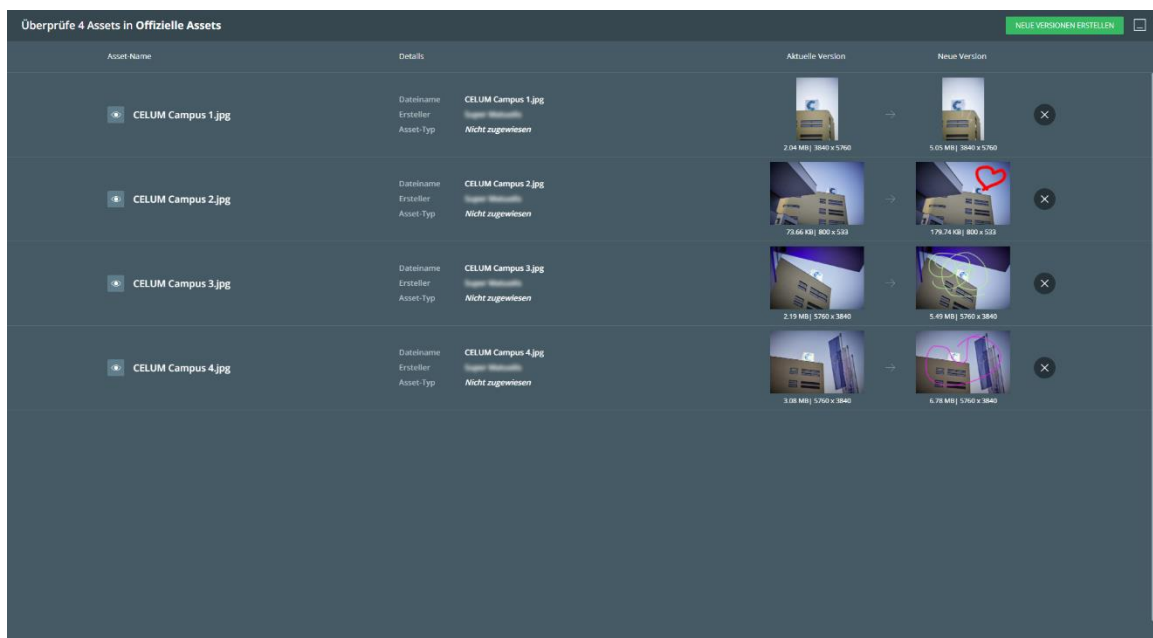 Überprüfe 4 Assets in Offizielle Assets
NEUE VERSIONEN ERSTELLEN
Asset-Name Details Aktuelle Version Neue Version
CELUM Campus 1.jpg
Dateiname CELUM Campus 1.jpg
Ersteller
Asset-Typ Nicht zugewiesen
2.04 MB| 3840 x 5760
5.05 MB| 3840 x 5760
CELUM Campus 2.jpg
Dateiname CELUM Campus 2.jpg
Ersteller
Asset-Typ Nicht zugewiesen
73.66 KB| 800 x 533
179.74 KB| 800 x 533
CELUM Campus 3.jpg
Dateiname CELUM Campus 3.jpg
Ersteller
Asset-Typ Nicht zugewiesen
2.19 MB| 5760 x 3840
5.49 MB| 5760 x 3840
CELUM Campus 4.jpg
Dateiname CELUM Campus 4.jpg
Ersteller
Asset-Typ Nicht zugewiesen
3.08 MB| 5760 x 3840
6.78 MB| 5760 x 3840